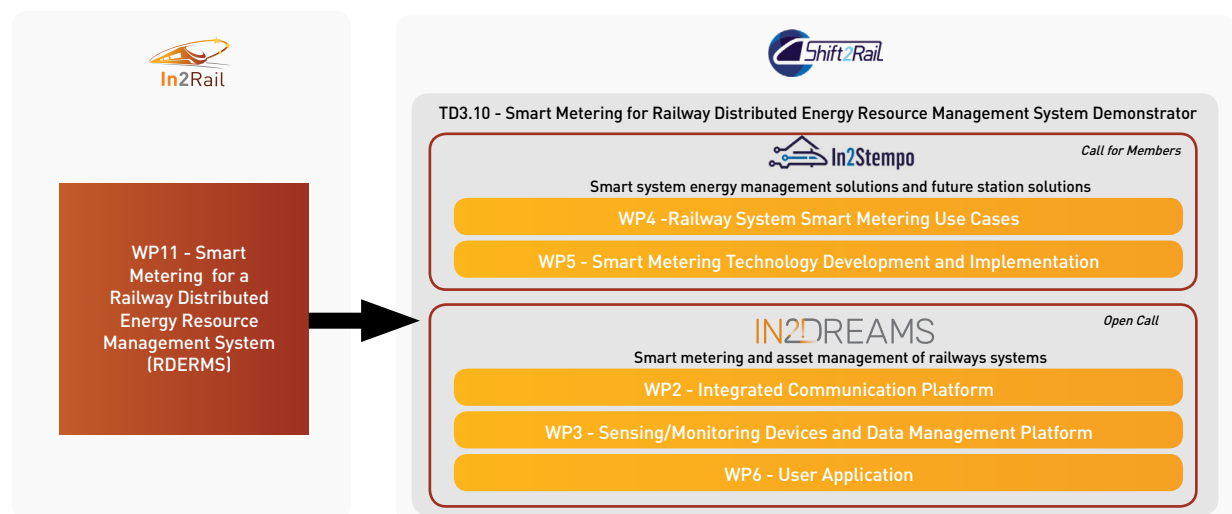 In2Rail
WP11 - Smart
Metering for a
Railway Distributed
Energy Resource
Management System
(RDERMS)
Shift2Rail
TD3.10 - Smart Metering for Railway Distributed Energy Resource Management System Demonstrator
In2Stempo
Call for Members
Smart system energy management solutions and future station solutions
WP4 -Railway System Smart Metering Use Cases
WP5 - Smart Metering Technology Development and Implementation
IN2DREAMS
Open Call
Smart metering and asset management of railways systems
WP2 - Integrated Communication Platform
WP3 - Sensing/Monitoring Devices and Data Management Platform
WP6 - User Application